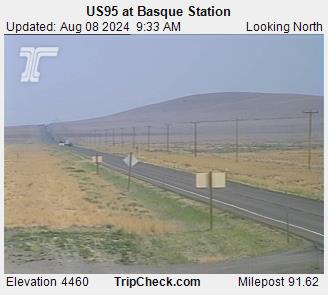 US95 at Basque Station
Updated: Aug 08 2024 9:33 AM Looking North
Elevation 4460 TripCheck.com Milepost 91.62